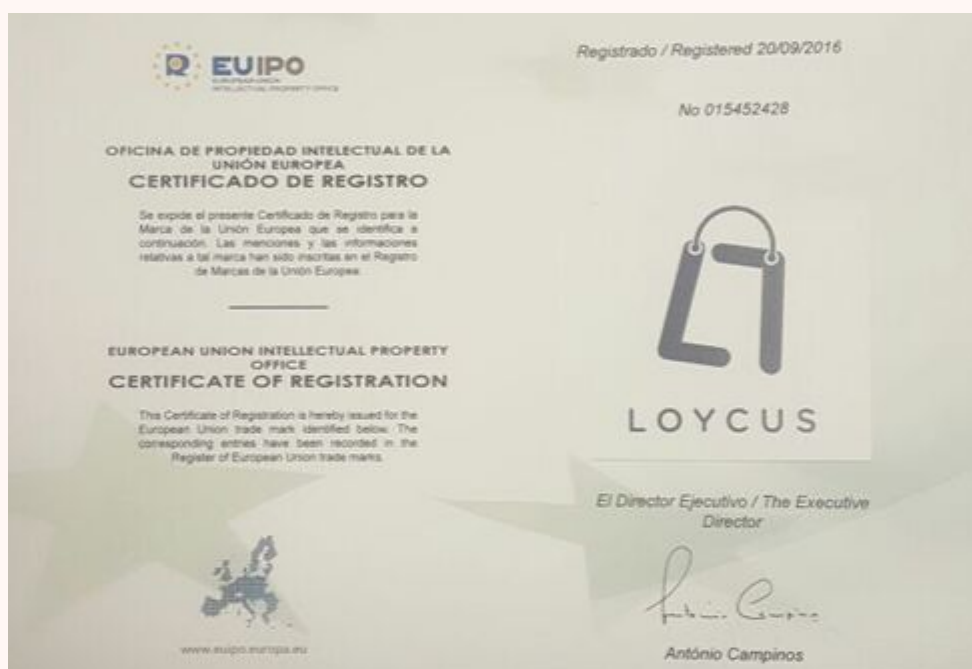 EUIPO
EUROPEAN UNION
INTELLECTUAL PROPERTY OFFICE
OFICINA DE PROPIEDAD INTELECTUAL DE LA
UNIÓN EUROPEA
CERTIFICADO DE REGISTRO
Se expide el presente Certificado de Registro para la
Marca de la Unión Europea que se identifica a
continuación. Las menciones y las informaciones
relativas a tal marca han sido inscritas en el Registro
de Marcas de la Unión Europea.
EUROPEAN UNION INTELLECTUAL PROPERTY
OFFICE
CERTIFICATE OF REGISTRATION
This Certificate of Registration is hereby issued for the
European Union trade mark identified below. The
corresponding entries have been recorded in the
Register of European Union trade marks.
www.euipo.europa.eu
Registrado / Registered 20/09/2016
No 015452428
LOYCUS
El Director Ejecutivo / The Executive
Director
António Campinos